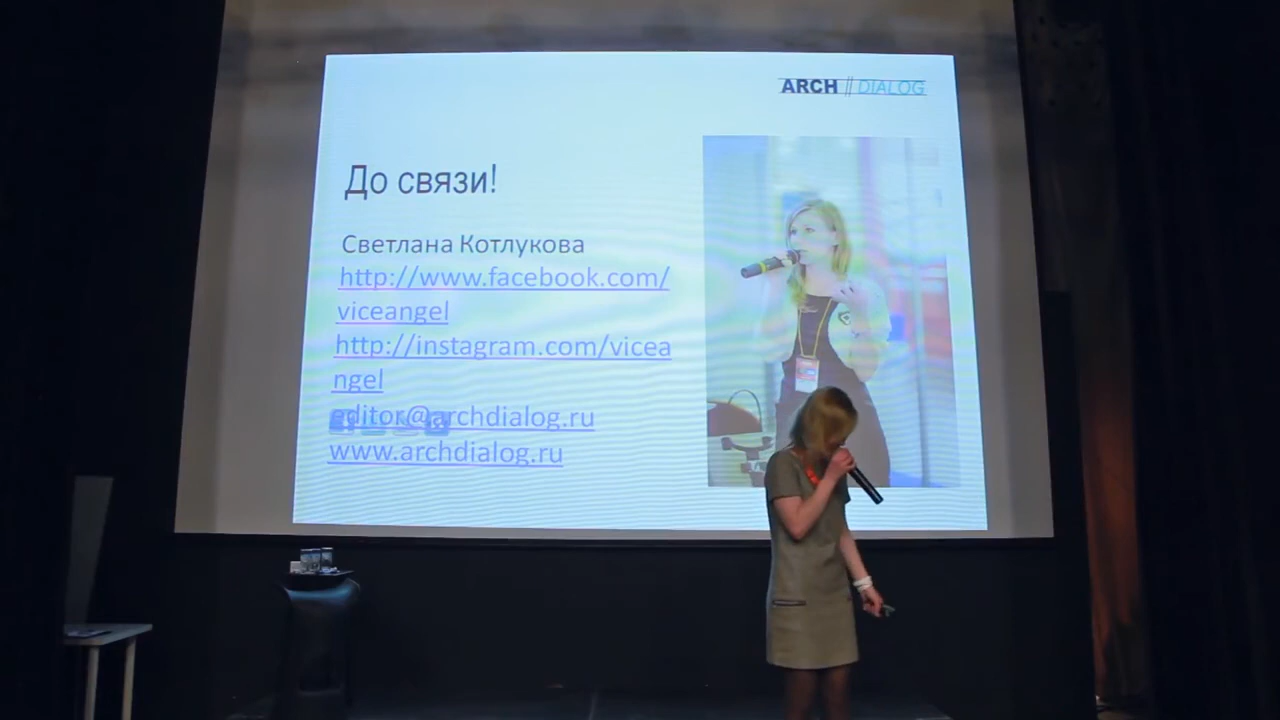 ARCH || DIALOG
До связи!
Светлана Котлукова
http://www.facebook.com/
viceangel
http://instagram.com/vicea
ngel
editor@archdialog.ru
www.archdialog.ru